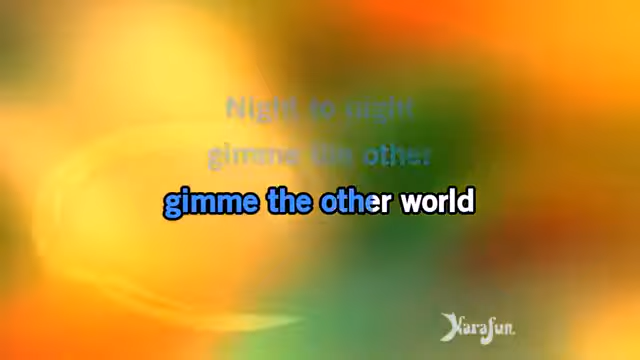 Night to night
gimme the other
gimme the other world
KaraFun